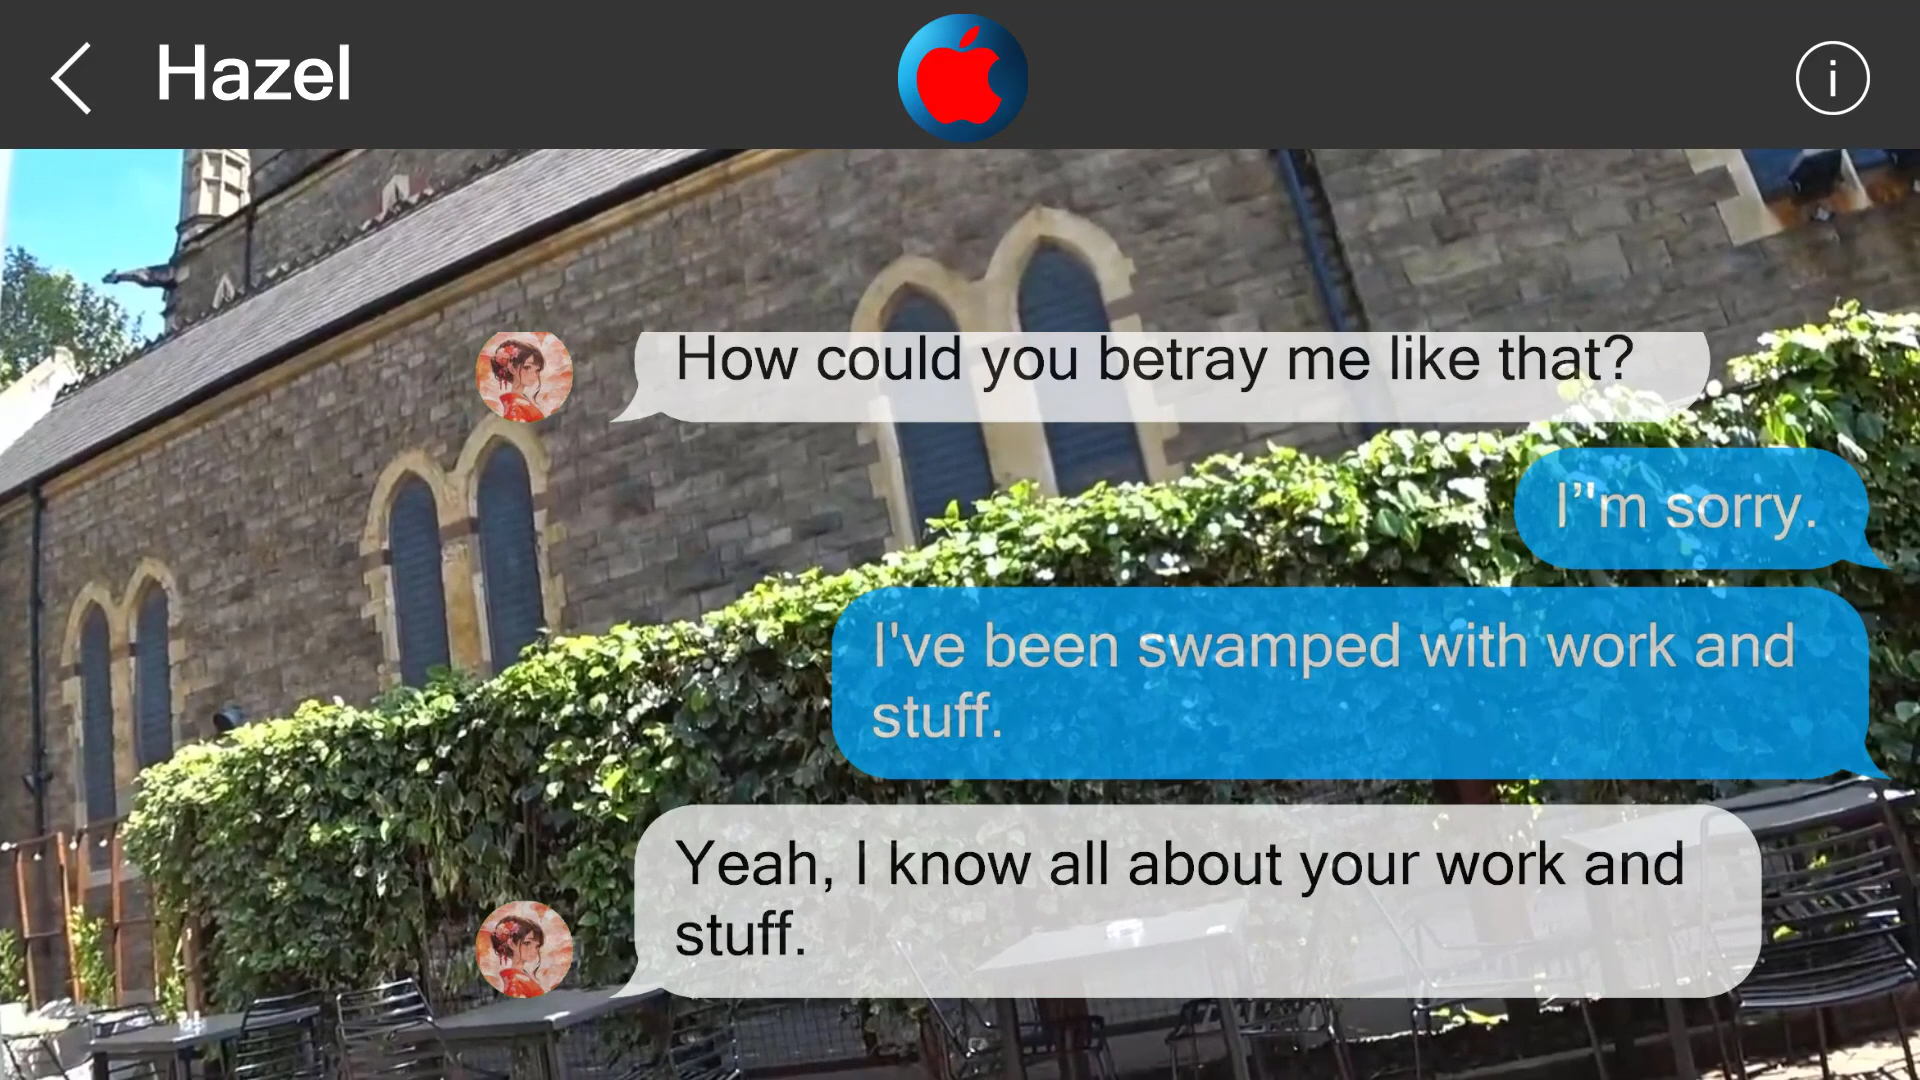 Hazel
i
How could you betray me like that?
I’'m sorry.
I've been swamped with work and
stuff.
Yeah, I know all about your work and
stuff.